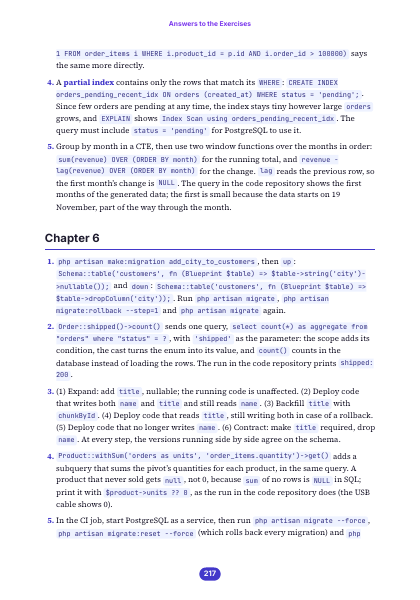 Answers to the Exercises
1 FROM order_items i WHERE i.product_id = p.id AND i.order_id > 100000) says
the same more directly.
4. A partial index contains only the rows that match its WHERE: CREATE INDEX
orders_pending_recent_idx ON orders (created_at) WHERE status = 'pending';.
Since few orders are pending at any time, the index stays tiny however large orders
grows, and EXPLAIN shows Index Scan using orders_pending_recent_idx. The
query must include status = 'pending' for PostgreSQL to use it.
5. Group by month in a CTE, then use two window functions over the months in order:
sum(revenue) OVER (ORDER BY month) for the running total, and revenue -
lag(revenue) OVER (ORDER BY month) for the change. lag reads the previous row, so
the first month's change is NULL. The query in the code repository shows the first
months of the generated data; the first is small because the data starts on 19
November, part of the way through the month.
Chapter 6
1. php artisan make:migration add_city_to_customers, then up:
Schema::table('customers', fn (Blueprint $table) => $table->string('city')-
>nullable()); and down: Schema::table('customers', fn (Blueprint $table) =>
$table->dropColumn('city'));. Run php artisan migrate, php artisan
migrate:rollback --step=1 and php artisan migrate again.
2. Order::shipped()->count() sends one query, select count(*) as aggregate from
"orders" where "status" = ?, with 'shipped' as the parameter: the scope adds its
condition, the cast turns the enum into its value, and count() counts in the
database instead of loading the rows. The run in the code repository prints shipped:
200.
3. (1) Expand: add title, nullable; the running code is unaffected. (2) Deploy code
that writes both name and title and still reads name. (3) Backfill title with
chunkById. (4) Deploy code that reads title, still writing both in case of a rollback.
(5) Deploy code that no longer writes name. (6) Contract: make title required, drop
name. At every step, the versions running side by side agree on the schema.
4. Product::withSum('orders as units', 'order_items.quantity')->get() adds a
subquery that sums the pivot's quantities for each product, in the same query. A
product that never sold gets null, not 0, because sum of no rows is NULL in SQL;
print it with $product->units ?? 0, as the run in the code repository does (the USB
cable shows 0).
5. In the CI job, start PostgreSQL as a service, then run php artisan migrate --force,
php artisan migrate:reset --force (which rolls back every migration) and php
217